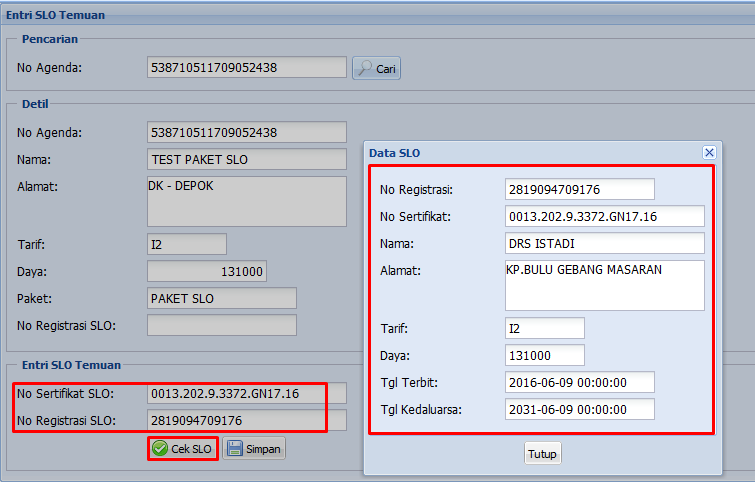 Entri SLO Temuan
Pencarian
No Agenda: 538710511709052438 Cari
Detil
No Agenda: 538710511709052438
Nama: TEST PAKET SLO
Alamat: DK - DEPOK
Tarif: I2
Daya: 131000
Paket: PAKET SLO
No Registrasi SLO:
Entri SLO Temuan
No Sertifikat SLO: 0013.202.9.3372.GN17.16
No Registrasi SLO: 2819094709176
Cek SLO Simpan
Data SLO
No Registrasi: 2819094709176
No Sertifikat: 0013.202.9.3372.GN17.16
Nama: DRS ISTADI
Alamat: KP.BULU GEBANG MASARAN
Tarif: I2
Daya: 131000
Tgl Terbit: 2016-06-09 00:00:00
Tgl Kedaluarsa: 2031-06-09 00:00:00
Tutup